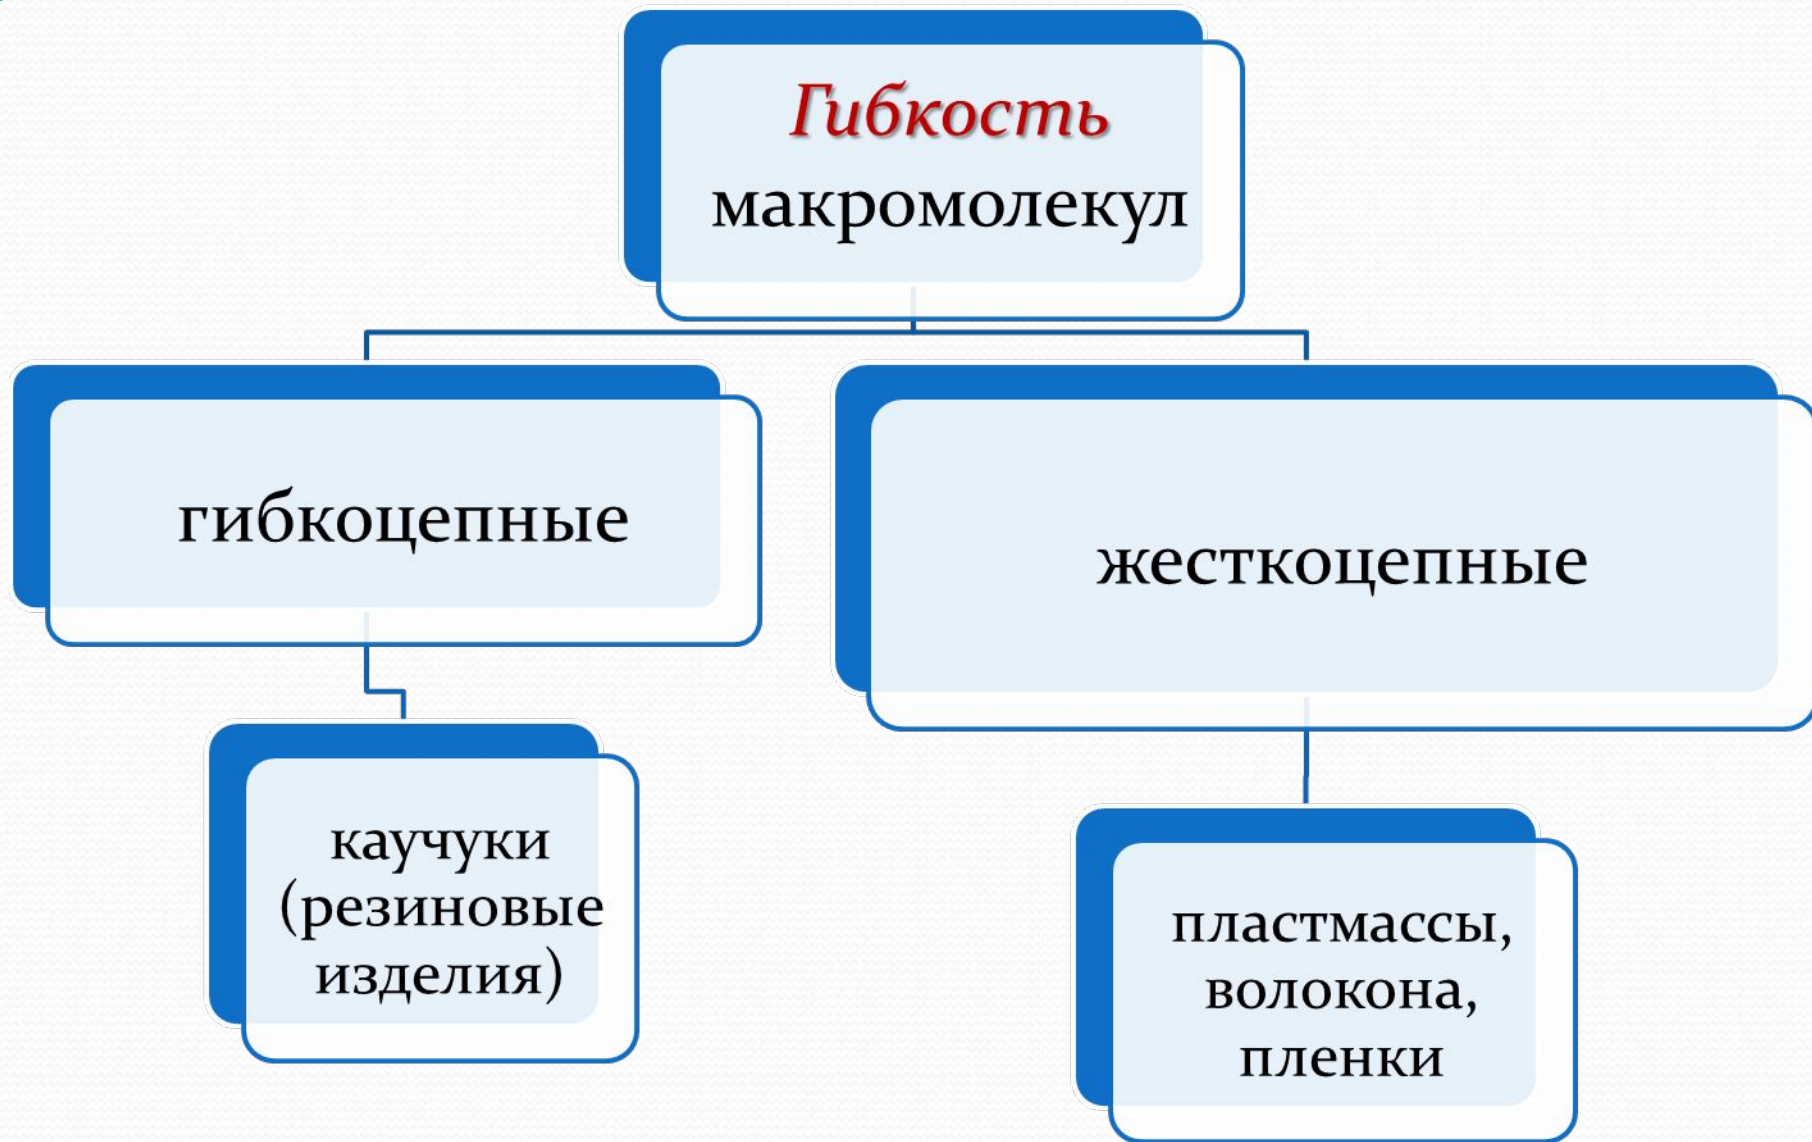 Гибкость
макромолекул
гибкоцепные
жесткоцепные
каучуки
(резиновые
изделия)
пластмассы,
волокона,
пленки